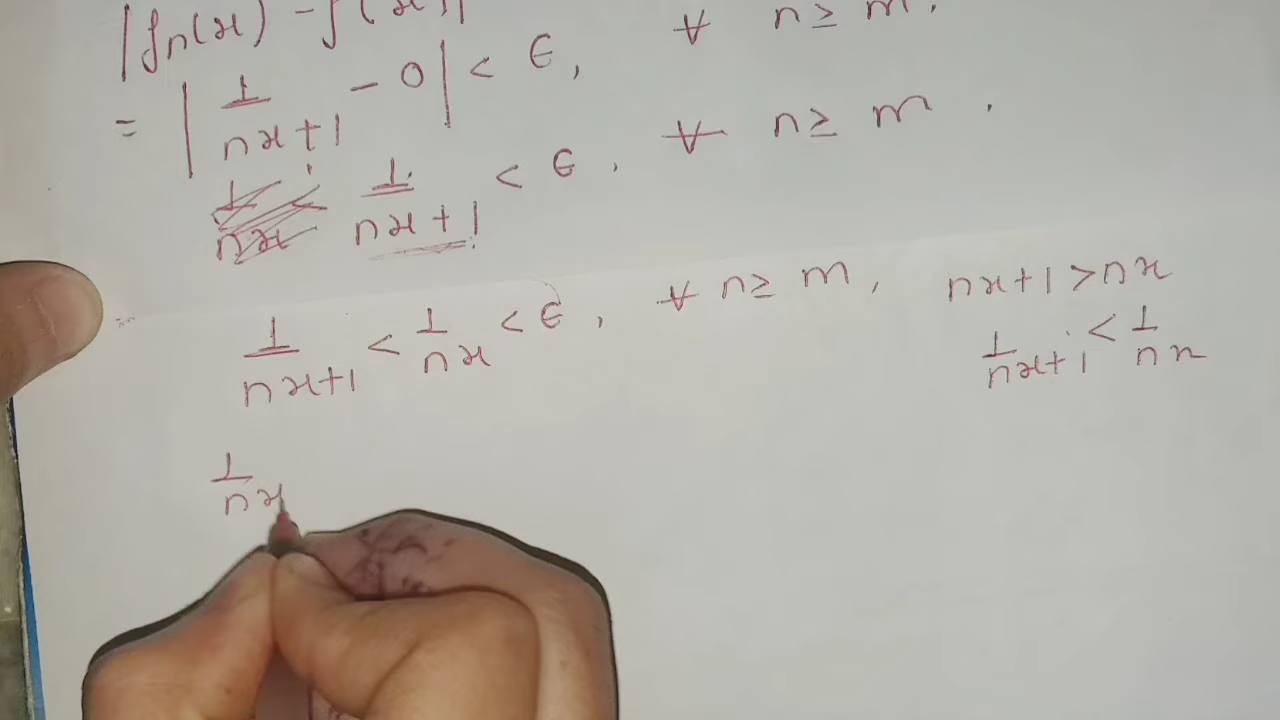 |fn(x) - f(x)|
= |1/(nx+1) - 0| < ϵ, ∀ n ≥ m.
1/(nx+1) < ϵ, ∀ n ≥ m.
1/(nx+1) < 1/(nx) < ϵ, ∀ n ≥ m, nx+1 > nx
1/(nx+1) < 1/(nx)
1/(nx)